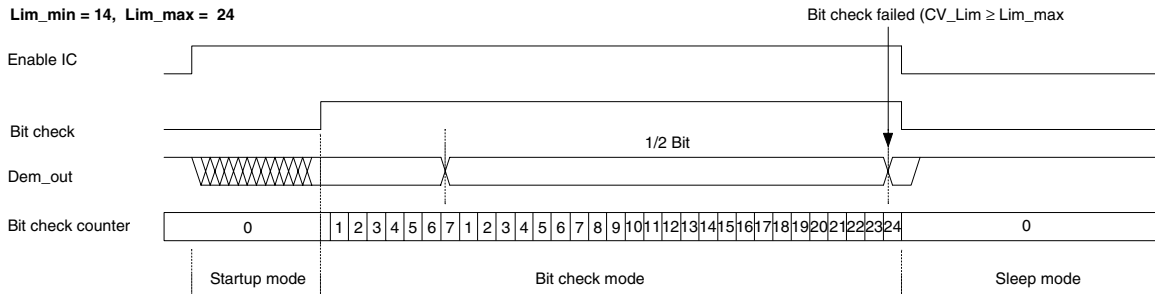 Lim_min = 14, Lim_max = 24
Bit check failed (CV_Lim ≥ Lim_max
Enable IC
Bit check
1/2 Bit
Dem_out
Bit check counter 0 1 2 3 4 5 6 7 1 2 3 4 5 6 7 8 9 10 11 12 13 14 15 16 17 18 19 20 21 22 23 24 0
Startup mode Bit check mode Sleep mode